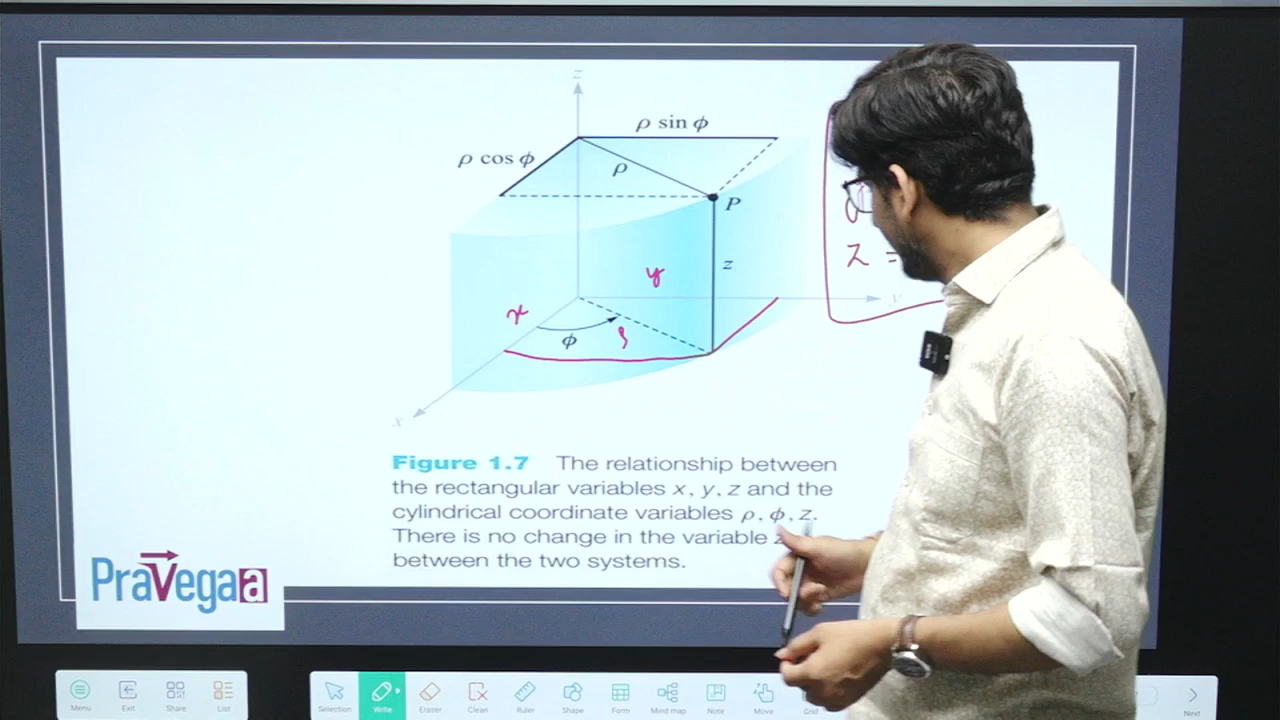 z
ρ sin ϕ
ρ cos ϕ
ρ
P
z
z =
y
x
y
ϕ
ρ
x
Figure 1.7 The relationship between
the rectangular variables x, y, z and the
cylindrical coordinate variables ρ, ϕ, z.
There is no change in the variable z
between the two systems.
Pravegaa
Menu Exit Share List Selection Write Eraser Clean Ruler Shape Form Mind map Note Move Grid Next